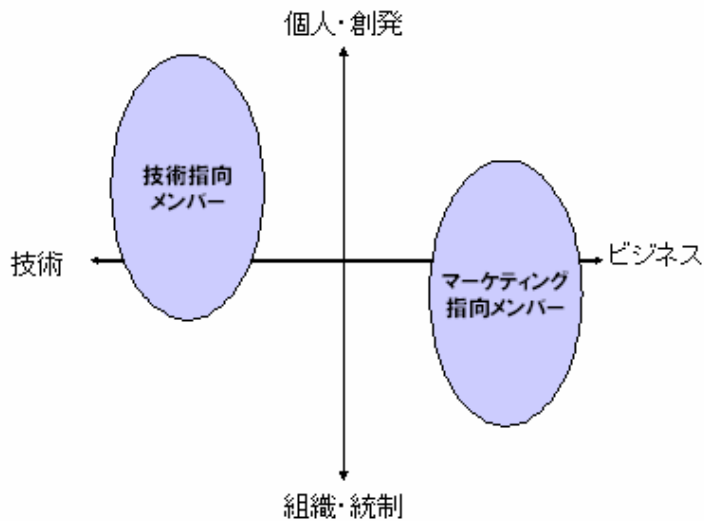 個人・創発
技術指向
メンバー
技術
ビジネス
マーケティング
指向メンバー
組織・統制